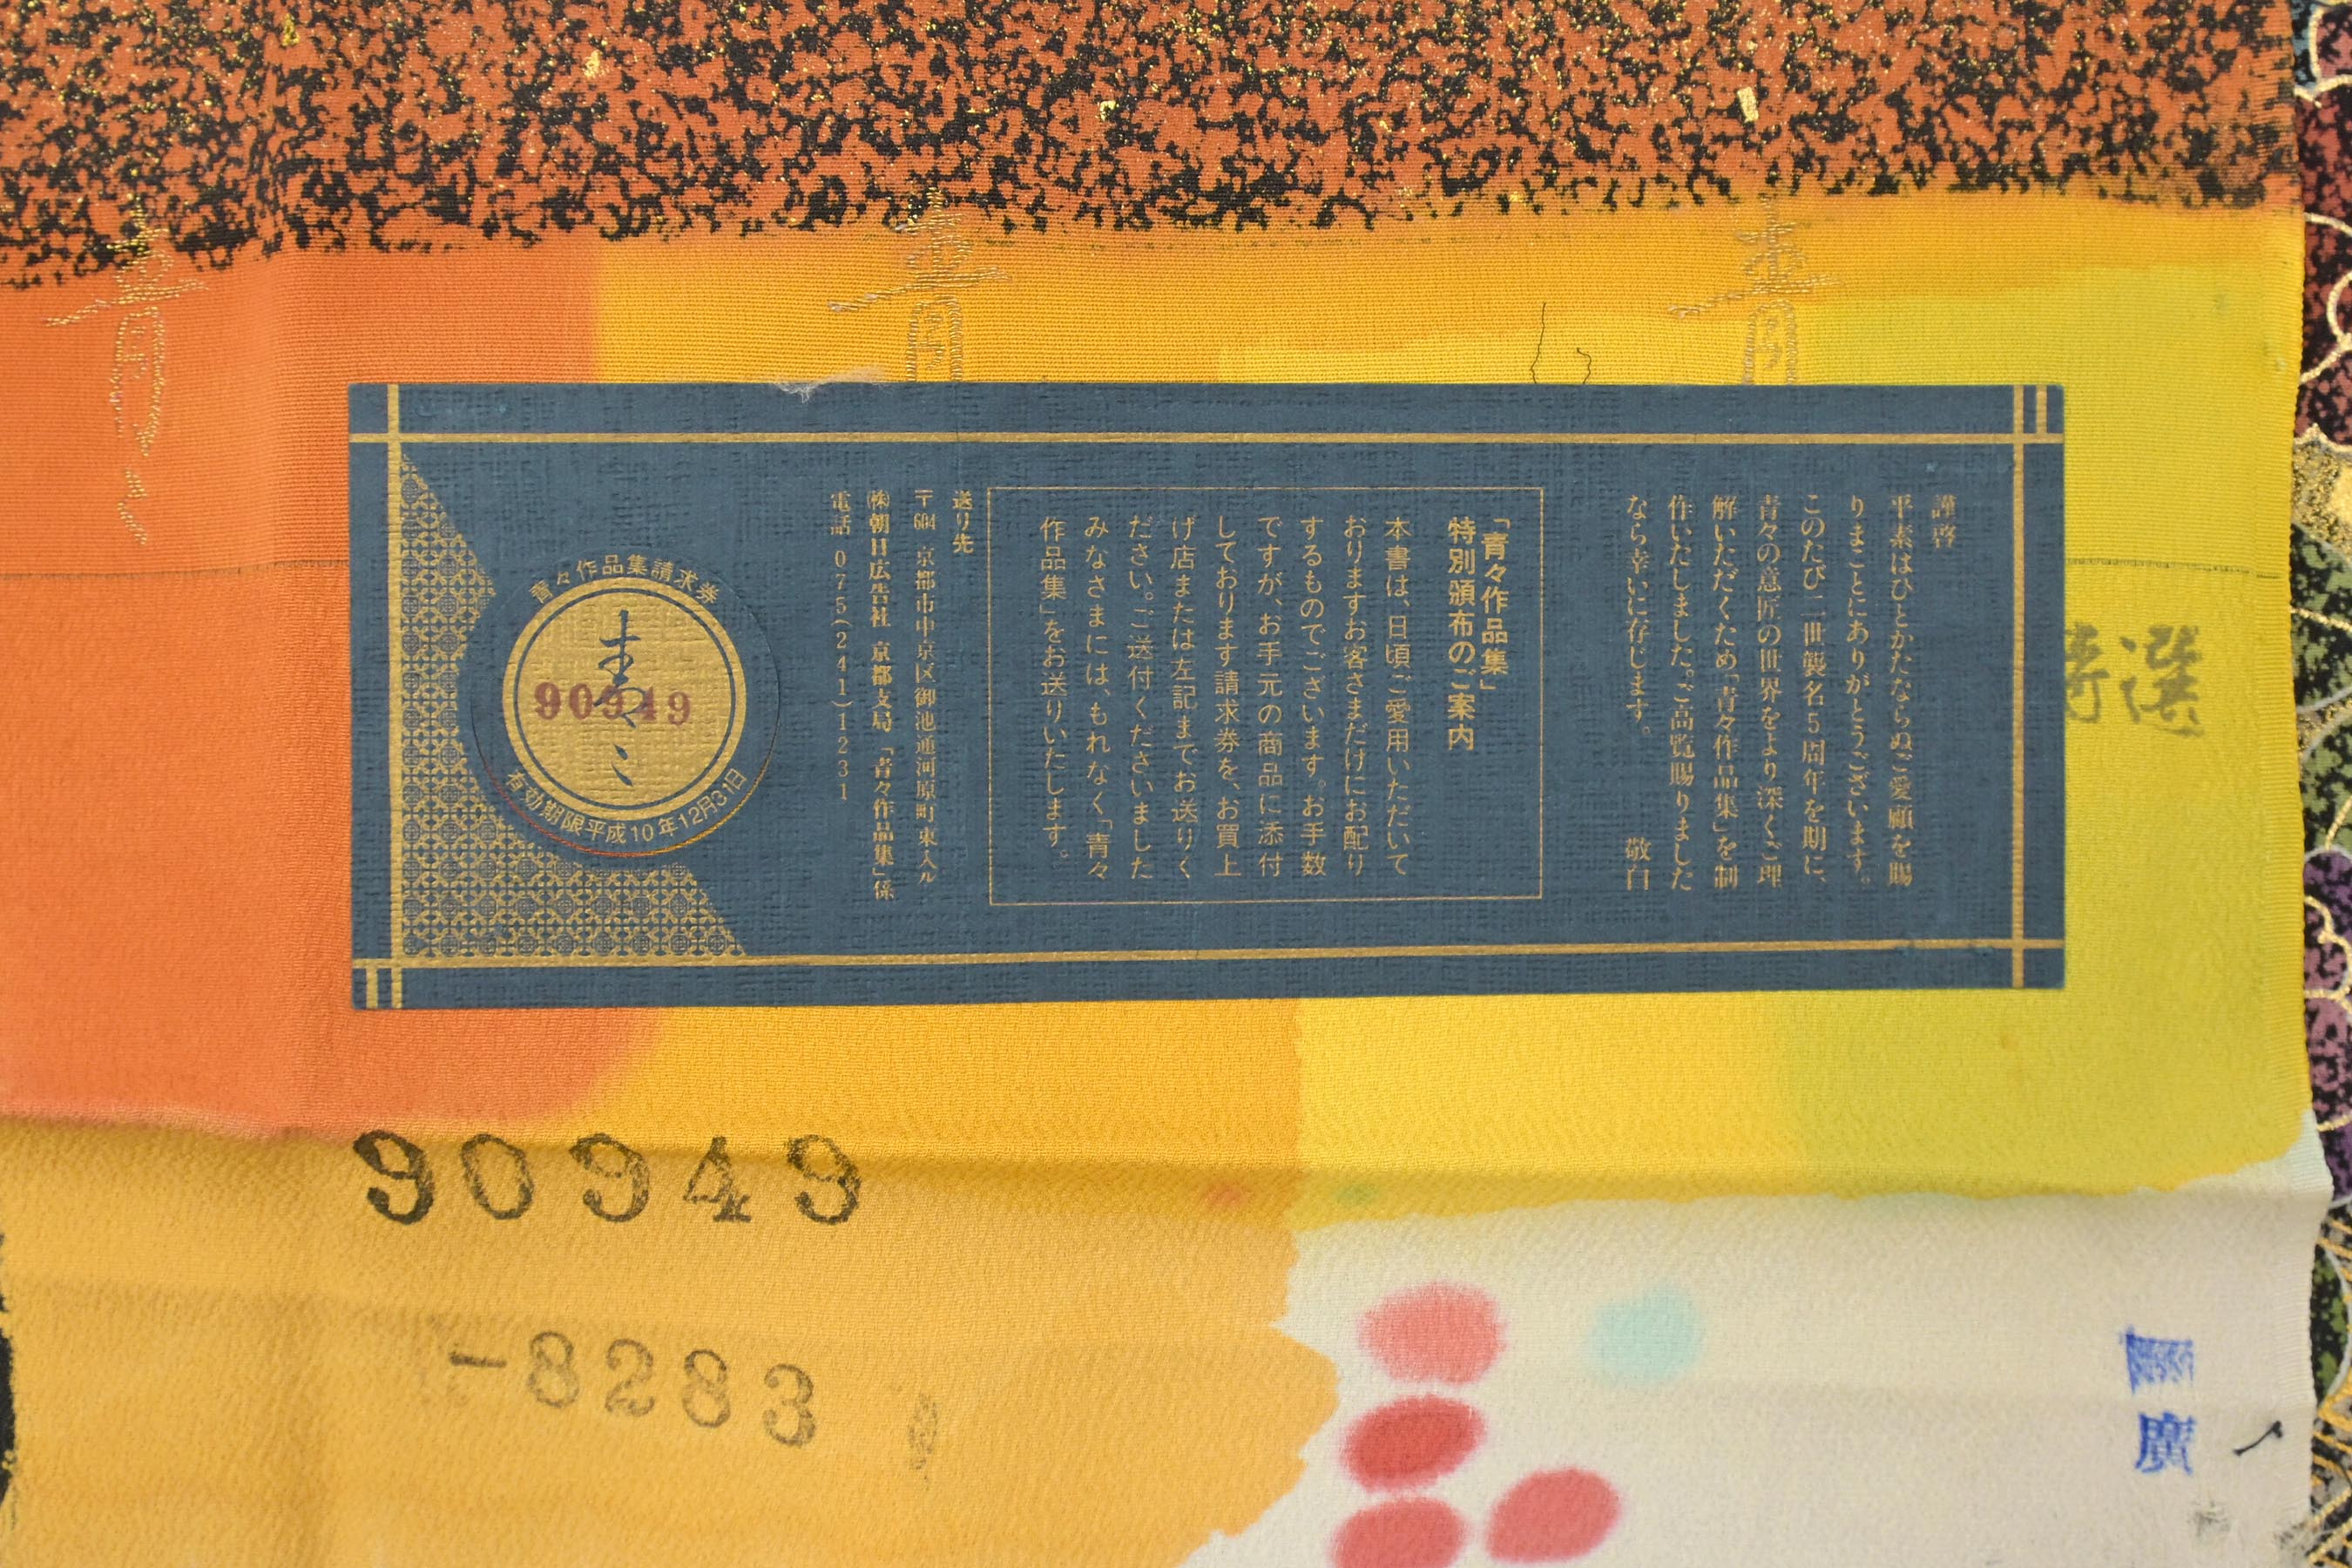 謹啓
平素はひとかたならぬご愛顧を賜
りまことにありがとうございます。
このたび二世襲名5周年を期に、
青々の意匠の世界をより深くご理
解いただくため「青々作品集」を制
作いたしました。ご高覧賜りました
なら幸いに存じます。
敬白
「青々作品集」
特別頒布のご案内
本書は、日頃ご愛用いただいて
おりますお客さまだけにお配り
するものでございます。お手数
ですが、お手元の商品に添付
しております請求券を、お買上
げ店または左記までお送りく
ださい。ご送付くださいました
みなさまには、もれなく「青々
作品集」をお送りいたします。
送り先
〒604 京都市中京区御池通河原町東入ル
㈱朝日広告社 京都支局 「青々作品集」係
電話 075(241)1231
青々作品集請求券
青々
90949
有効期限平成10年12月31日
青々
青
青
特選
90949
-8283
廣